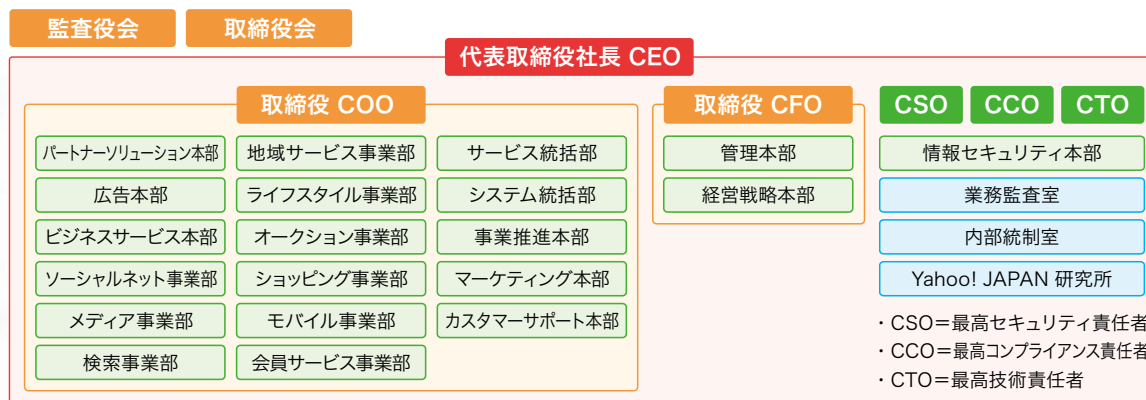 監査役会
取締役会
代表取締役社長 CEO
取締役 COO
パートナーソリューション本部
広告本部
ビジネスサービス本部
ソーシャルネット事業部
メディア事業部
検索事業部
地域サービス事業部
ライフスタイル事業部
オークション事業部
ショッピング事業部
モバイル事業部
会員サービス事業部
サービス統括部
システム統括部
事業推進本部
マーケティング本部
カスタマーサポート本部
取締役 CFO
管理本部
経営戦略本部
CSO
CCO
CTO
情報セキュリティ本部
業務監査室
内部統制室
Yahoo! JAPAN 研究所
・CSO=最高セキュリティ責任者
・CCO=最高コンプライアンス責任者
・CTO=最高技術責任者